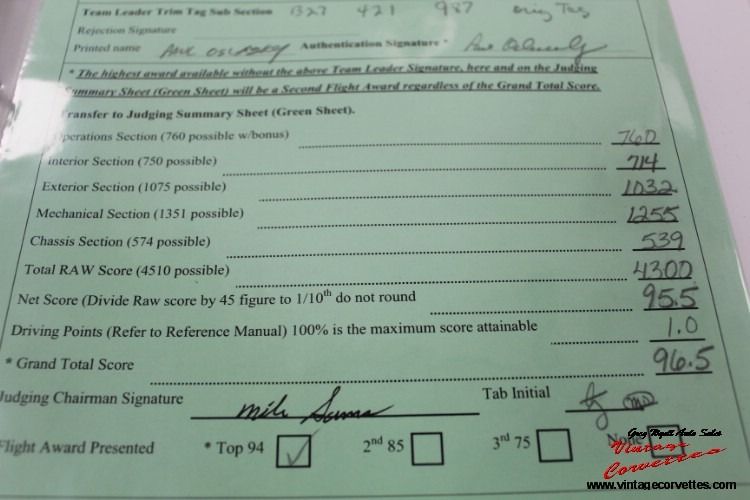 Team Leader Trim Tag Sub Section 1327 421 987 Orig Tag
Rejection Signature
Printed name Authentication Signature *
* The highest award available without the above Team Leader Signature, here and on the Judging
Summary Sheet (Green Sheet) will be a Second Flight Award regardless of the Grand Total Score.
Transfer to Judging Summary Sheet (Green Sheet).
Operations Section (760 possible w/bonus) 760
Interior Section (750 possible) 714
Exterior Section (1075 possible) 1032
Mechanical Section (1351 possible) 1255
Chassis Section (574 possible) 539
Total RAW Score (4510 possible) 4300
Net Score (Divide Raw score by 45 figure to 1/10th do not round 95.5
Driving Points (Refer to Reference Manual) 100% is the maximum score attainable 1.0
* Grand Total Score 96.5
Judging Chairman Signature Tab Initial
Flight Award Presented * Top 94 ✓ 2nd 85 3rd 75 None
Vintage
Corvettes
www.vintagecorvettes.com